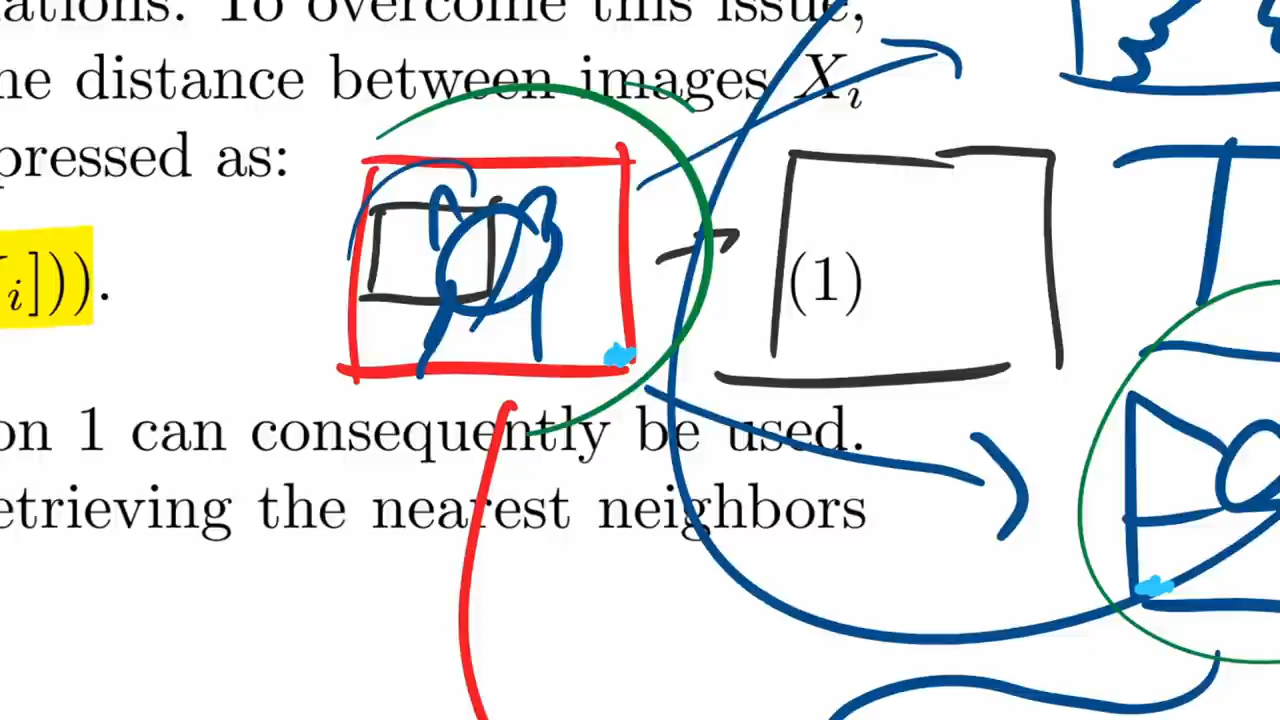 ations. To overcome this issue,
ne distance between images X_i
pressed as:
i])). (1)
on 1 can consequently be used.
etrieving the nearest neighbors